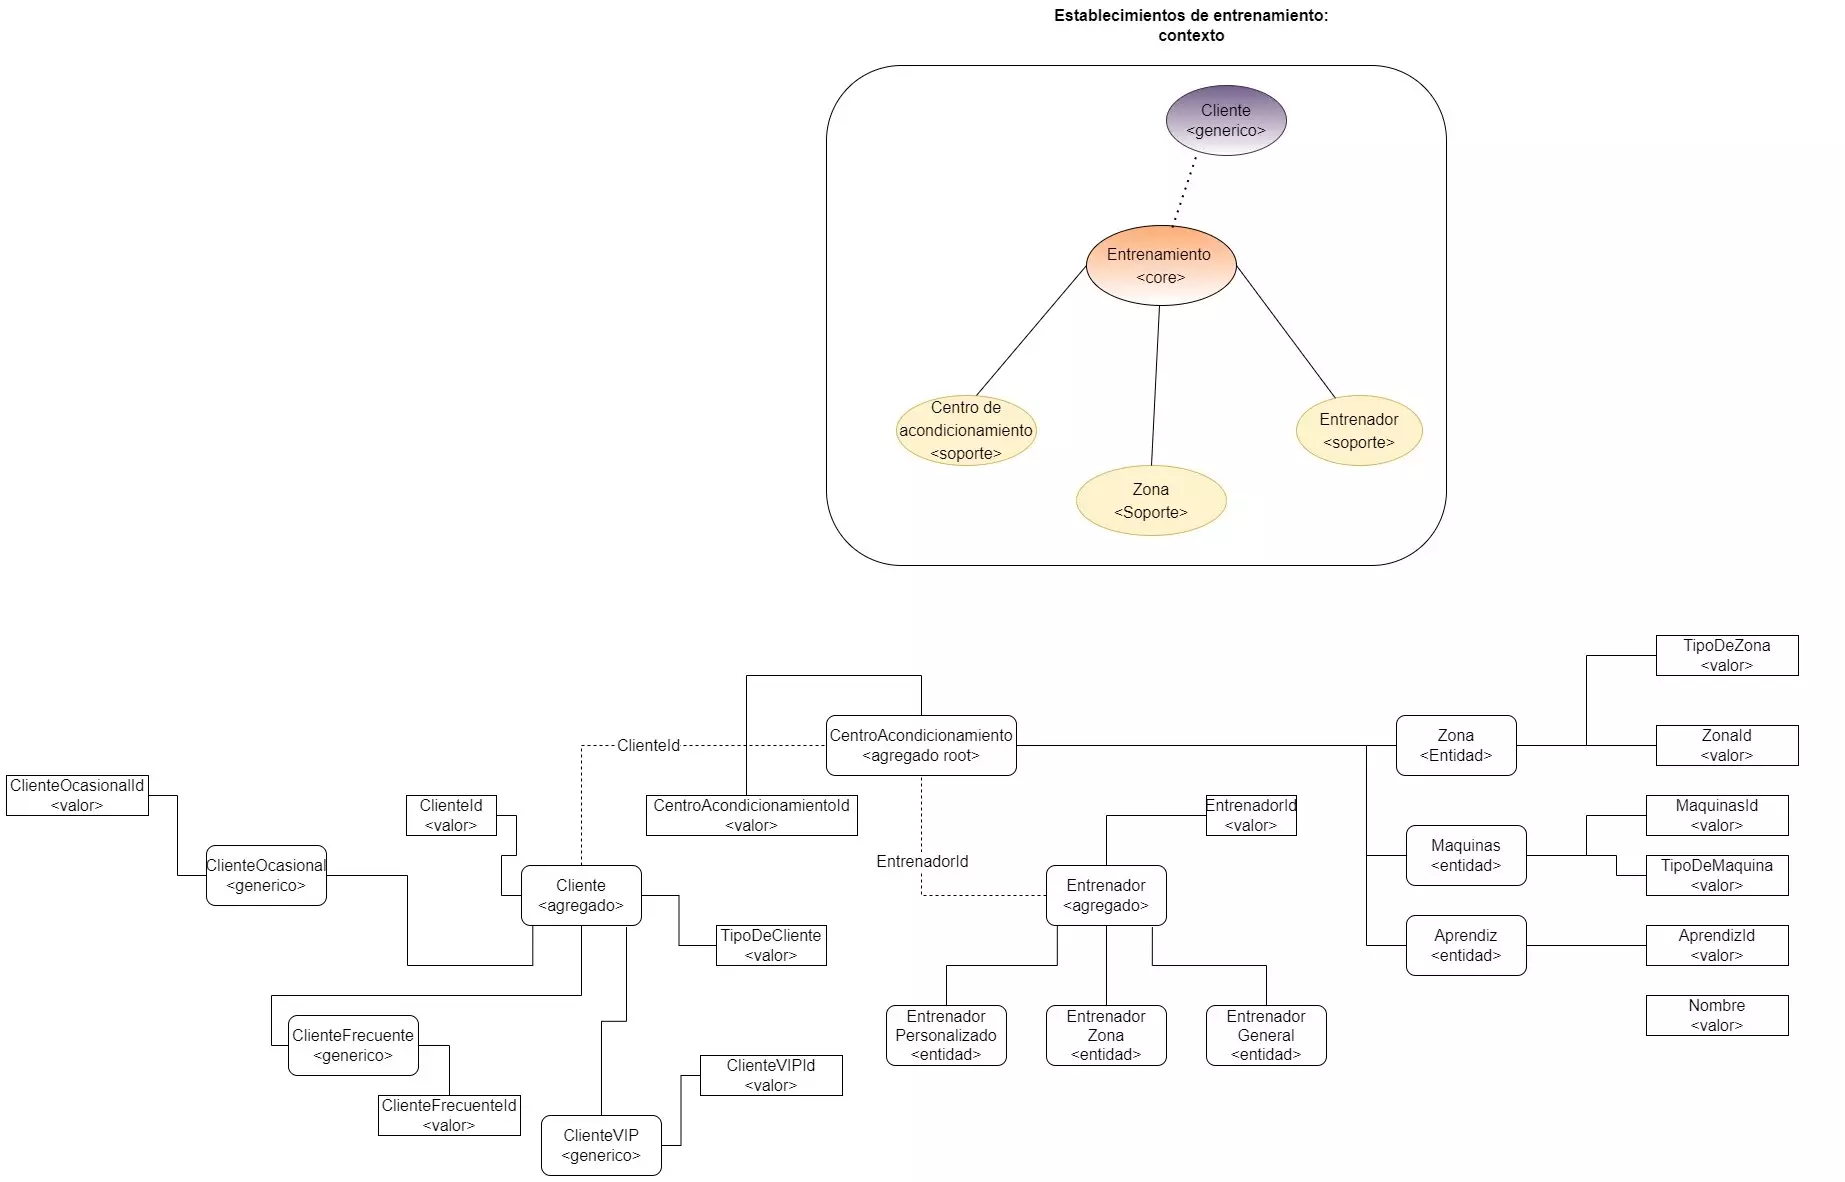 Establecimientos de entrenamiento:
contexto
Cliente
<generico>
Entrenamiento
<core>
Centro de
acondicionamiento
<soporte>
Entrenador
<soporte>
Zona
<Soporte>
TipoDeZona
<valor>
CentroAcondicionamiento
<agregado root>
Zona
<Entidad>
ZonaId
<valor>
ClienteId
ClienteOcasionalId
<valor>
ClienteId
<valor>
CentroAcondicionamientoId
<valor>
EntrenadorId
<valor>
MaquinasId
<valor>
Maquinas
<entidad>
TipoDeMaquina
<valor>
EntrenadorId
ClienteOcasional
<generico>
Cliente
<agregado>
Entrenador
<agregado>
TipoDeCliente
<valor>
Aprendiz
<entidad>
AprendizId
<valor>
Nombre
<valor>
Entrenador
Personalizado
<entidad>
Entrenador
Zona
<entidad>
Entrenador
General
<entidad>
ClienteFrecuente
<generico>
ClienteVIPId
<valor>
ClienteFrecuenteId
<valor>
ClienteVIP
<generico>